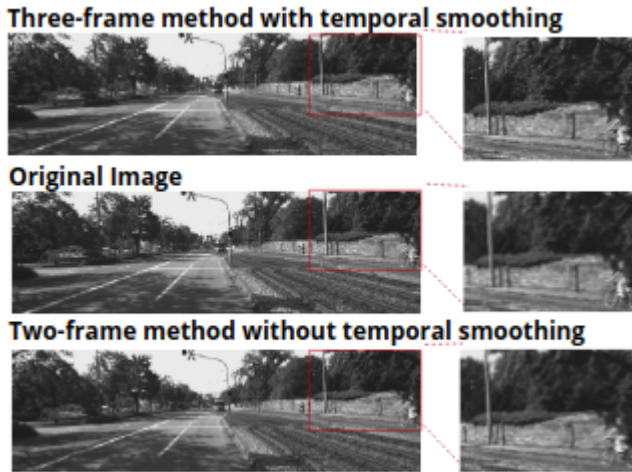 Three-frame method with temporal smoothing
Original Image
Two-frame method without temporal smoothing